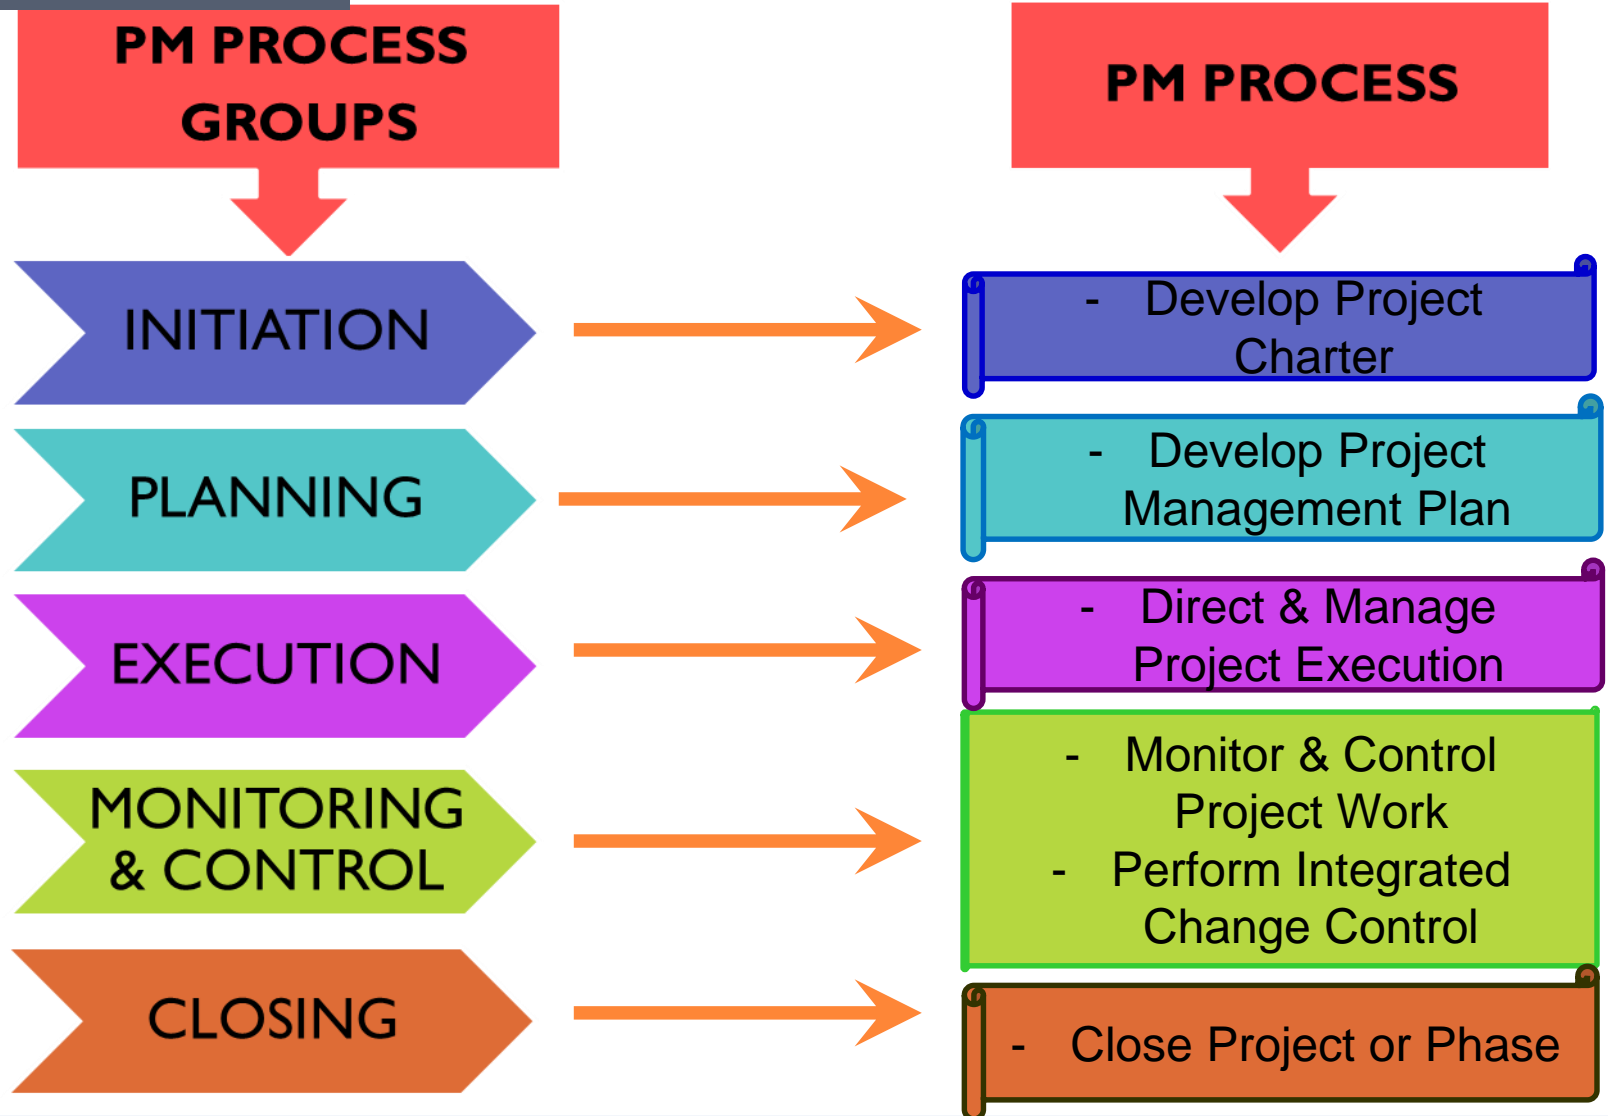 PM PROCESS
GROUPS
PM PROCESS
INITIATION
- Develop Project
Charter
PLANNING
- Develop Project
Management Plan
EXECUTION
- Direct & Manage
Project Execution
MONITORING
& CONTROL
- Monitor & Control
Project Work
- Perform Integrated
Change Control
CLOSING
- Close Project or Phase